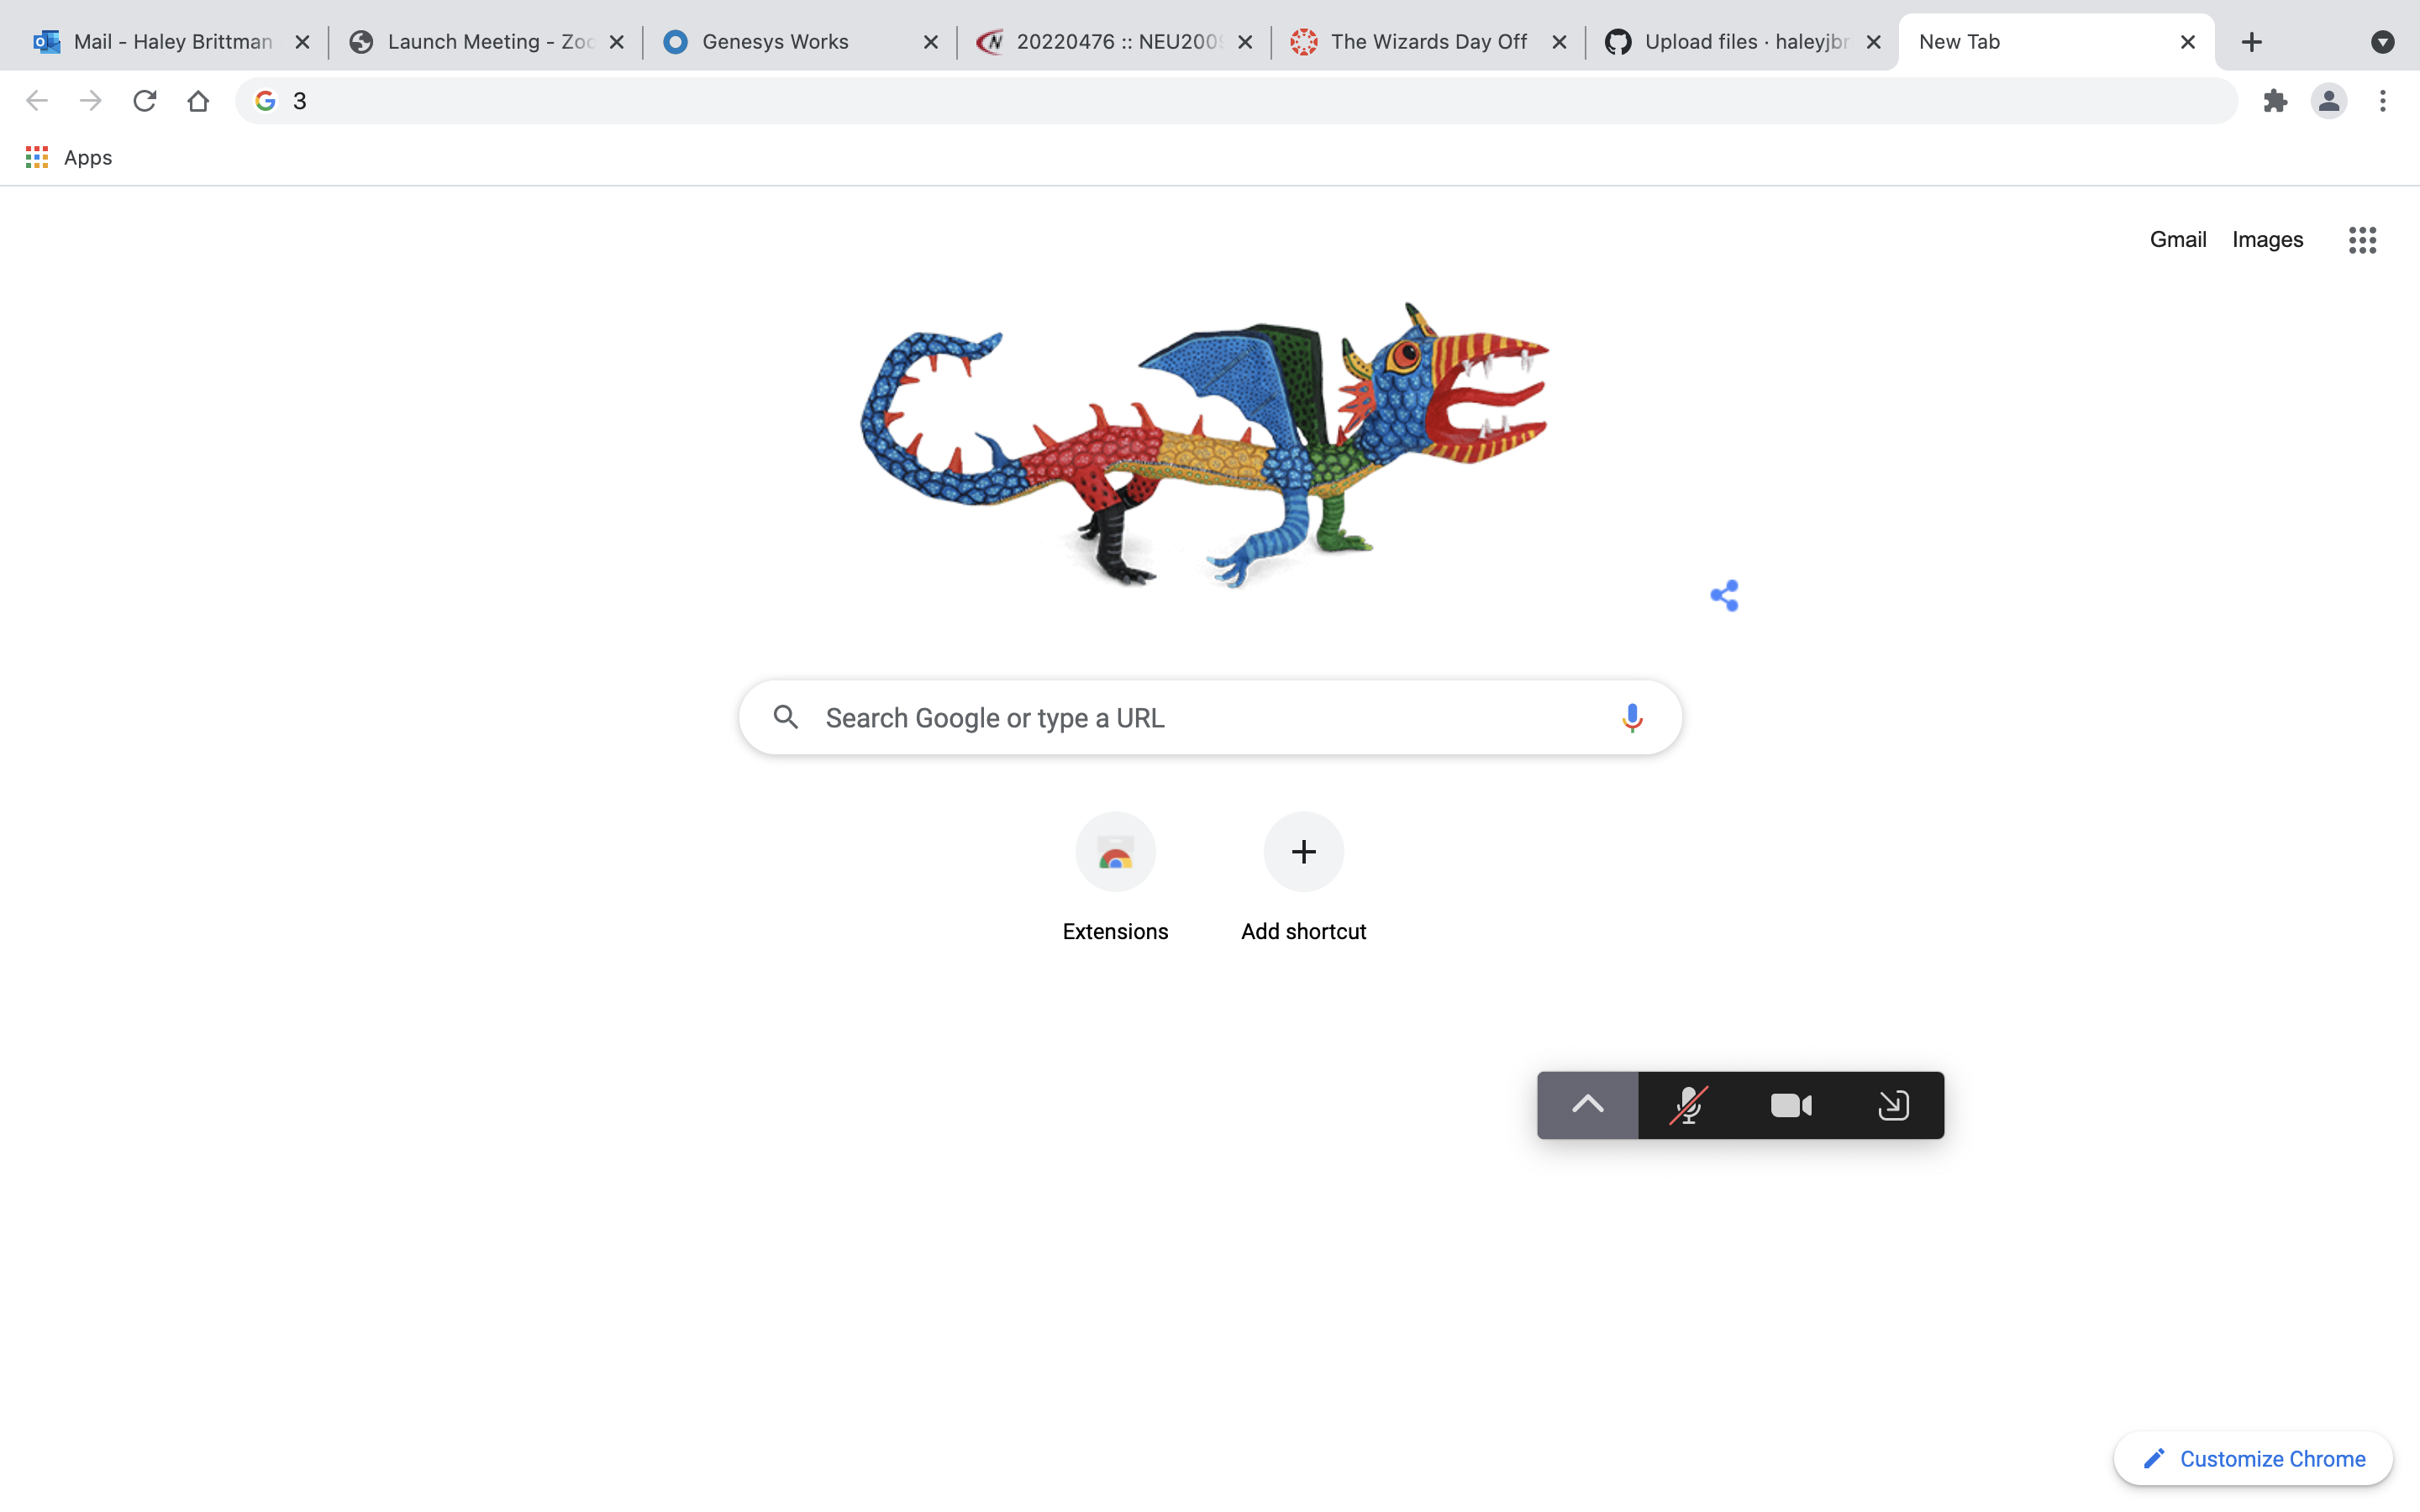 Mail - Haley Brittman
Launch Meeting - Zoo
Genesys Works
20220476 :: NEU2009
The Wizards Day Off
Upload files · haleyjbr
New Tab
3
Apps
Gmail
Images
Search Google or type a URL
Extensions
Add shortcut
Customize Chrome